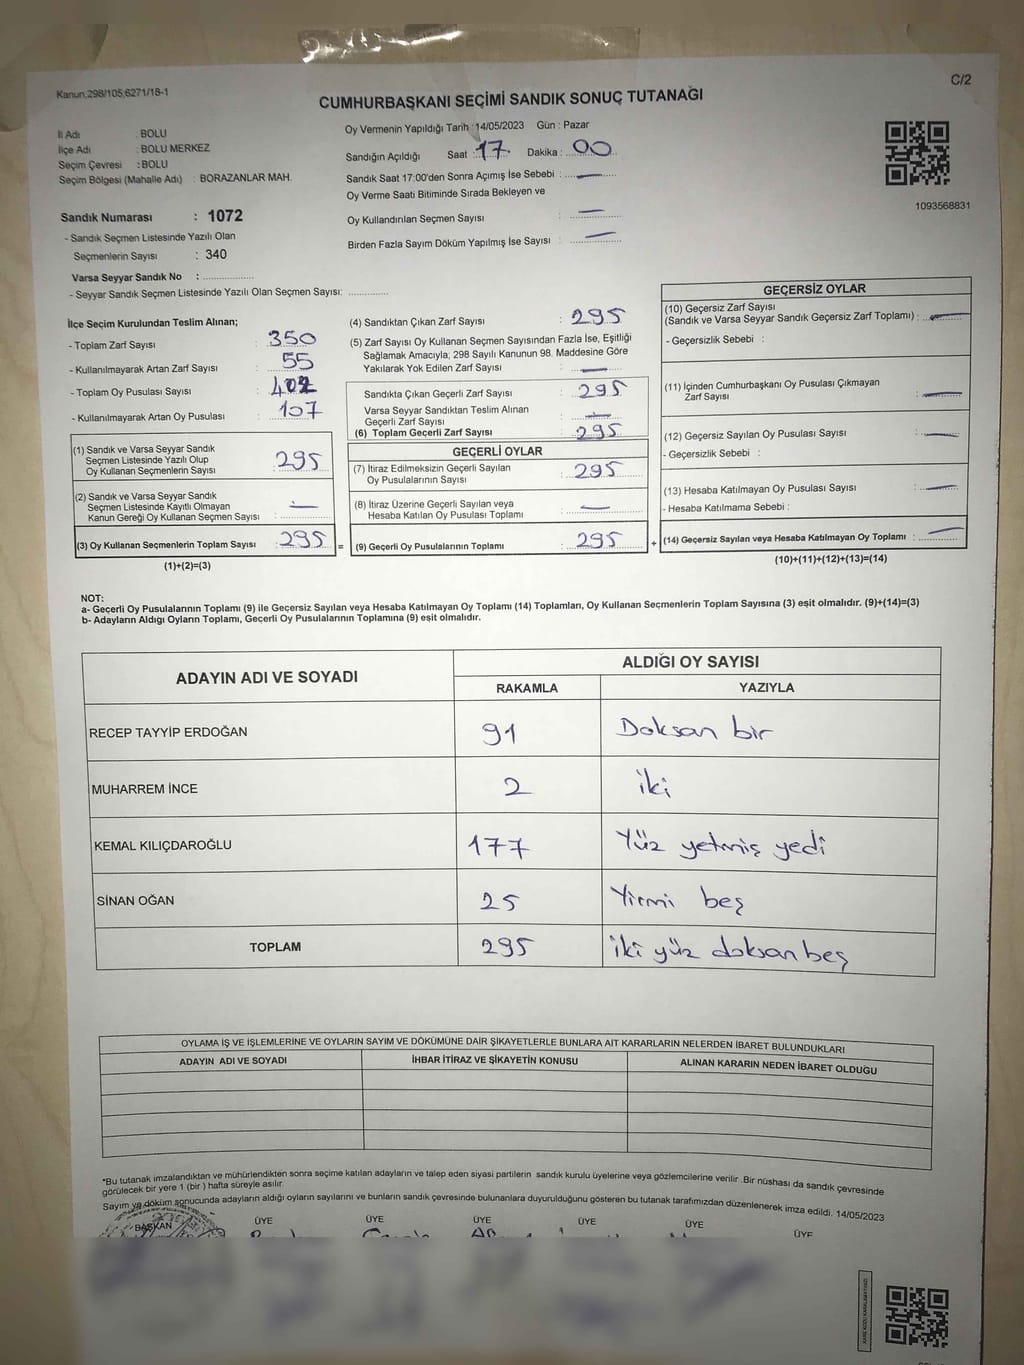 Kanun;298/105;6271/18-1
C/2
CUMHURBAŞKANI SEÇİMİ SANDIK SONUÇ TUTANAĞI
İl Adı : BOLU
İlçe Adı : BOLU MERKEZ
Seçim Çevresi : BOLU
Seçim Bölgesi (Mahalle Adı) : BORAZANLAR MAH.
Sandık Numarası : 1072
- Sandık Seçmen Listesinde Yazılı Olan
Seçmenlerin Sayısı : 340
Varsa Seyyar Sandık No : ................
- Seyyar Sandık Seçmen Listesinde Yazılı Olan Seçmen Sayısı: .............
Oy Vermenin Yapıldığı Tarih : 14/05/2023 Gün : Pazar
Sandığın Açıldığı Saat : 17 Dakika : 00
Sandık Saat 17:00'den Sonra Açımış İse Sebebi : —
Oy Verme Saati Bitiminde Sırada Bekleyen ve
Oy Kullandırılan Seçmen Sayısı : —
Birden Fazla Sayım Döküm Yapılmış İse Sayısı : —
1093568831
İlçe Seçim Kurulundan Teslim Alınan;
- Toplam Zarf Sayısı : 350
- Kullanılmayarak Artan Zarf Sayısı : 55
- Toplam Oy Pusulası Sayısı : 402
- Kullanılmayarak Artan Oy Pusulası : 107
(1) Sandık ve Varsa Seyyar Sandık
Seçmen Listesinde Yazılı Olup
Oy Kullanan Seçmenlerin Sayısı : 295
(2) Sandık ve Varsa Seyyar Sandık
Seçmen Listesinde Kayıtlı Olmayan
Kanun Gereği Oy Kullanan Seçmen Sayısı : —
(3) Oy Kullanan Seçmenlerin Toplam Sayısı : 295 =
(1)+(2)=(3)
(4) Sandıktan Çıkan Zarf Sayısı : 295
(5) Zarf Sayısı Oy Kullanan Seçmen Sayısından Fazla İse, Eşitliği
Sağlamak Amacıyla, 298 Sayılı Kanunun 98. Maddesine Göre
Yakılarak Yok Edilen Zarf Sayısı : —
Sandıkta Çıkan Geçerli Zarf Sayısı : 295
Varsa Seyyar Sandıktan Teslim Alınan
Geçerli Zarf Sayısı : —
(6) Toplam Geçerli Zarf Sayısı : 295
GEÇERLİ OYLAR
(7) İtiraz Edilmeksizin Geçerli Sayılan
Oy Pusulalarının Sayısı : 295
(8) İtiraz Üzerine Geçerli Sayılan veya
Hesaba Katılan Oy Pusulası Toplamı : —
(9) Geçerli Oy Pusulalarının Toplamı : 295 +
GEÇERSİZ OYLAR
(10) Geçersiz Zarf Sayısı
(Sandık ve Varsa Seyyar Sandık Geçersiz Zarf Toplamı) : —
- Geçersizlik Sebebi :
(11) İçinden Cumhurbaşkanı Oy Pusulası Çıkmayan
Zarf Sayısı : —
(12) Geçersiz Sayılan Oy Pusulası Sayısı : —
- Geçersizlik Sebebi :
(13) Hesaba Katılmayan Oy Pusulası Sayısı : —
- Hesaba Katılmama Sebebi :
(14) Geçersiz Sayılan veya Hesaba Katılmayan Oy Toplamı : —
(10)+(11)+(12)+(13)=(14)
NOT:
a- Geçerli Oy Pusulalarının Toplamı (9) ile Geçersiz Sayılan veya Hesaba Katılmayan Oy Toplamı (14) Toplamları, Oy Kullanan Seçmenlerin Toplam Sayısına (3) eşit olmalıdır. (9)+(14)=(3)
b- Adayların Aldığı Oyların Toplamı, Geçerli Oy Pusulalarının Toplamına (9) eşit olmalıdır.
ADAYIN ADI VE SOYADI ALDIĞI OY SAYISI
RAKAMLA YAZIYLA
RECEP TAYYİP ERDOĞAN 91 Doksan bir
MUHARREM İNCE 2 iki
KEMAL KILIÇDAROĞLU 177 Yüz yetmiş yedi
SİNAN OĞAN 25 Yirmi beş
TOPLAM 295 iki yüz doksan beş
OYLAMA İŞ VE İŞLEMLERİNE VE OYLARIN SAYIM VE DÖKÜMÜNE DAİR ŞİKAYETLERLE BUNLARA AİT KARARLARIN NELERDEN İBARET BULUNDUKLARI
ADAYIN ADI VE SOYADI İHBAR İTİRAZ VE ŞİKAYETİN KONUSU ALINAN KARARIN NEDEN İBARET OLDUĞU
*Bu tutanak imzalandıktan ve mühürlendikten sonra seçime katılan adayların ve talep eden siyasi partilerin sandık kurulu üyelerine veya gözlemcilerine verilir. Bir nüshası da sandık çevresinde
görülecek bir yere 1 (bir) hafta süreyle asılır.
Sayım ve döküm sonucunda adayların aldığı oyların sayılarını ve bunların sandık çevresinde bulunanlara duyurulduğunu gösteren bu tutanak tarafımızdan düzenlenerek imza edildi. 14/05/2023
BAŞKAN ÜYE ÜYE ÜYE ÜYE ÜYE ÜYE